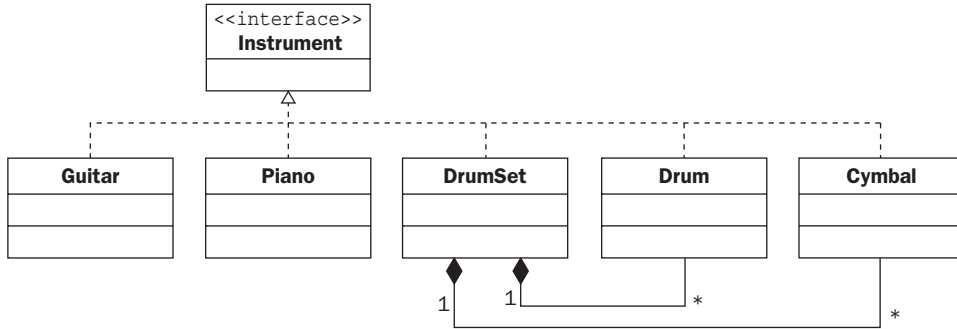 <<interface>>
Instrument
Guitar
Piano
DrumSet
Drum
Cymbal
1
1
*
*